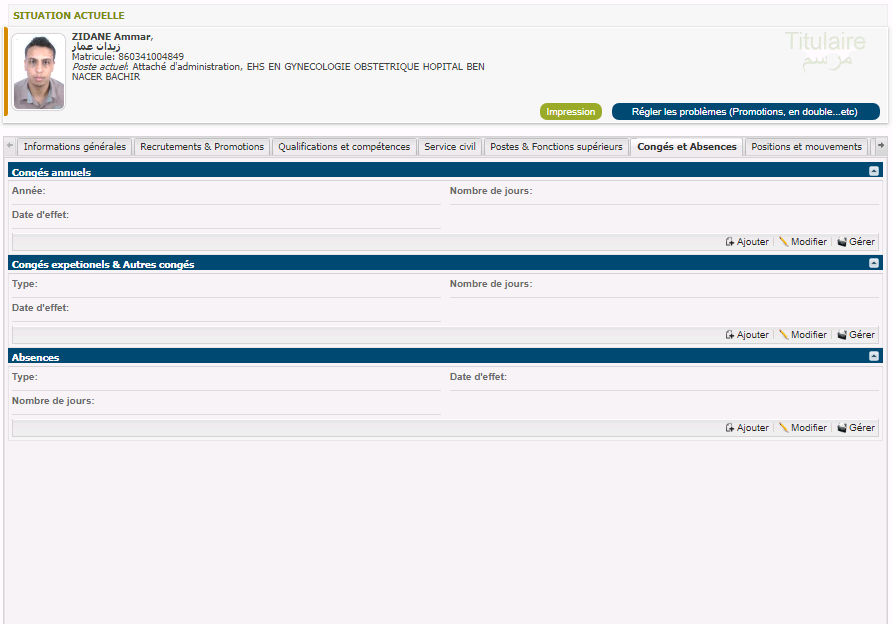 SITUATION ACTUELLE
ZIDANE Ammar,
زيدات عمار
Titulaire
مرسم
Matricule: 860341004849
Poste actuel: Attaché d'administration, EHS EN GYNECOLOGIE OBSTETRIQUE HOPITAL BEN
NACER BACHIR
Impression Régler les problèmes (Promotions, en double...etc)
Informations générales Recrutements & Promotions Qualifications et compétences Service civil Postes & Fonctions supérieurs Congés et Absences Positions et mouvements
Congés annuels
Année: Nombre de jours:
Date d'effet:
Ajouter Modifier Gérer
Congés expetionels & Autres congés
Type: Nombre de jours:
Date d'effet:
Ajouter Modifier Gérer
Absences
Type: Date d'effet:
Nombre de jours:
Ajouter Modifier Gérer